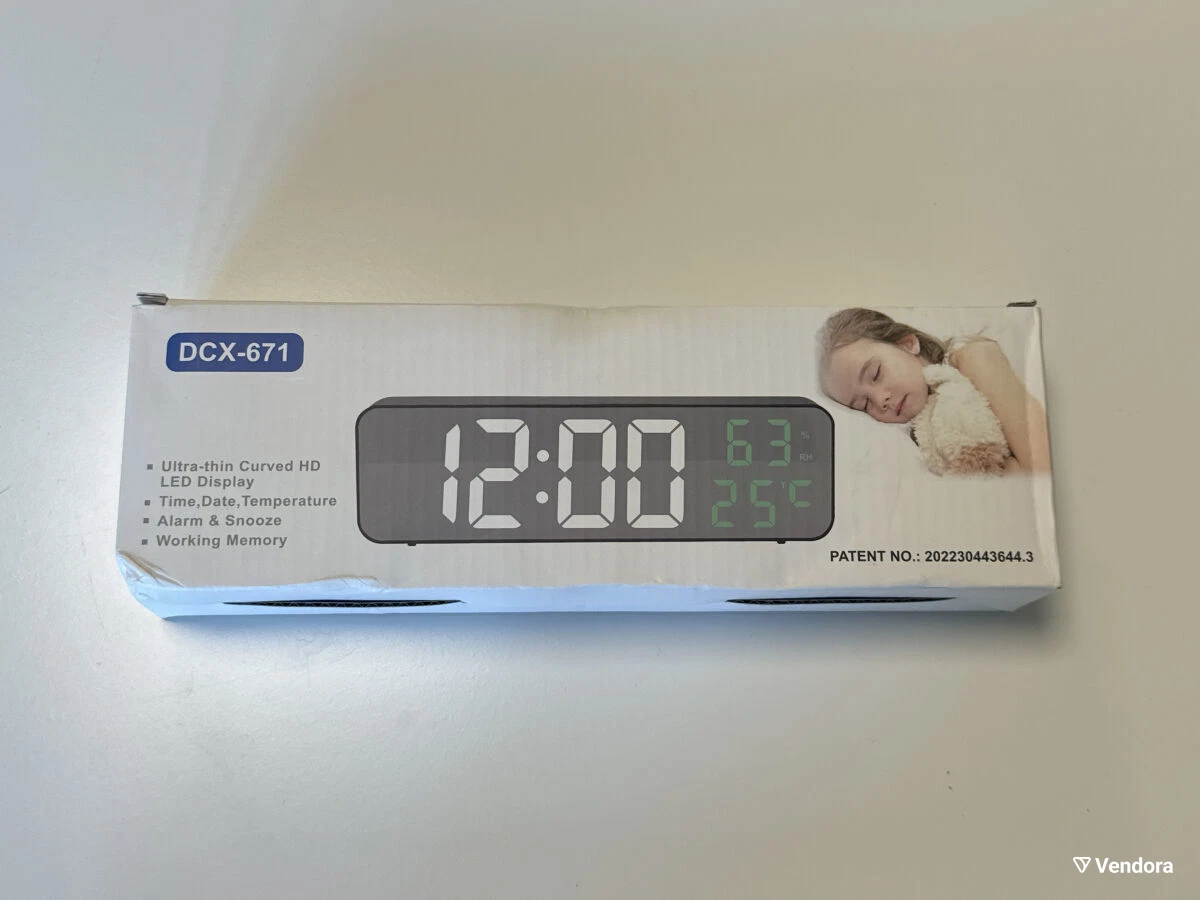 DCX-671
▪ Ultra-thin Curved HD
LED Display
▪ Time,Date,Temperature
▪ Alarm & Snooze
▪ Working Memory
12:00
63 %
RH
25 T °C
PATENT NO.: 202230443644.3
Vendora